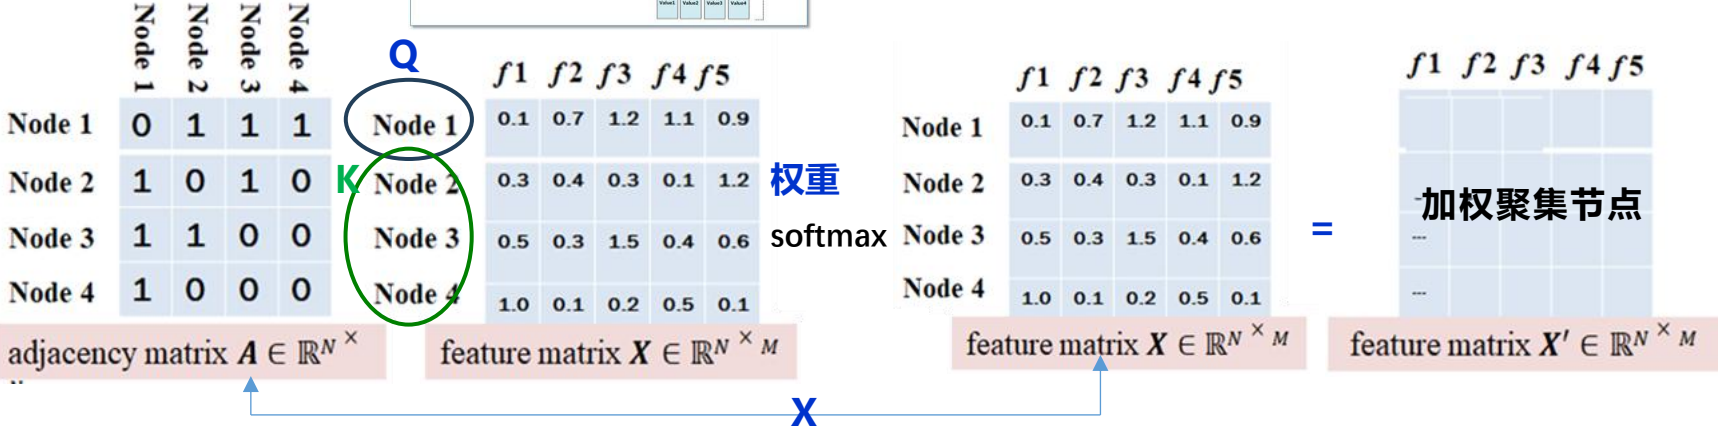 Value1 Value2 Value3 Value4
Node 1 Node 2 Node 3 Node 4
Node 1 0 1 1 1
Node 2 1 0 1 0
Node 3 1 1 0 0
Node 4 1 0 0 0
adjacency matrix A ∈ ℝᴺ ×
Q
K
f1 f2 f3 f4 f5
Node 1 0.1 0.7 1.2 1.1 0.9
Node 2 0.3 0.4 0.3 0.1 1.2
Node 3 0.5 0.3 1.5 0.4 0.6
Node 4 1.0 0.1 0.2 0.5 0.1
feature matrix X ∈ ℝᴺ × ᴹ
权重
softmax
f1 f2 f3 f4 f5
Node 1 0.1 0.7 1.2 1.1 0.9
Node 2 0.3 0.4 0.3 0.1 1.2
Node 3 0.5 0.3 1.5 0.4 0.6
Node 4 1.0 0.1 0.2 0.5 0.1
feature matrix X ∈ ℝᴺ × ᴹ
=
f1 f2 f3 f4 f5
加权聚集节点
---
---
feature matrix X′ ∈ ℝᴺ × ᴹ
X